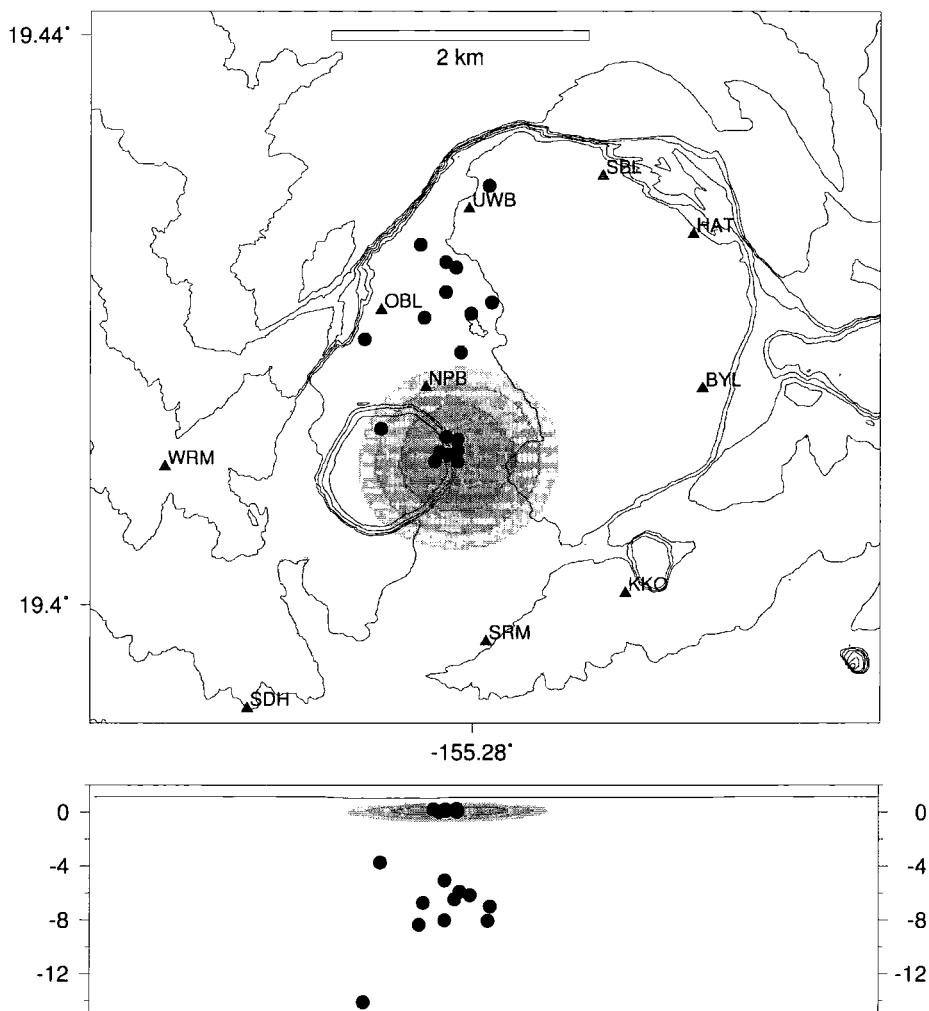 19.44°
2 km
SBL
UWB
HAT
OBL
NPB
BYL
WRM
19.4°
KKO
SRM
SDH
-155.28°
0 0
-4 -4
-8 -8
-12 -12